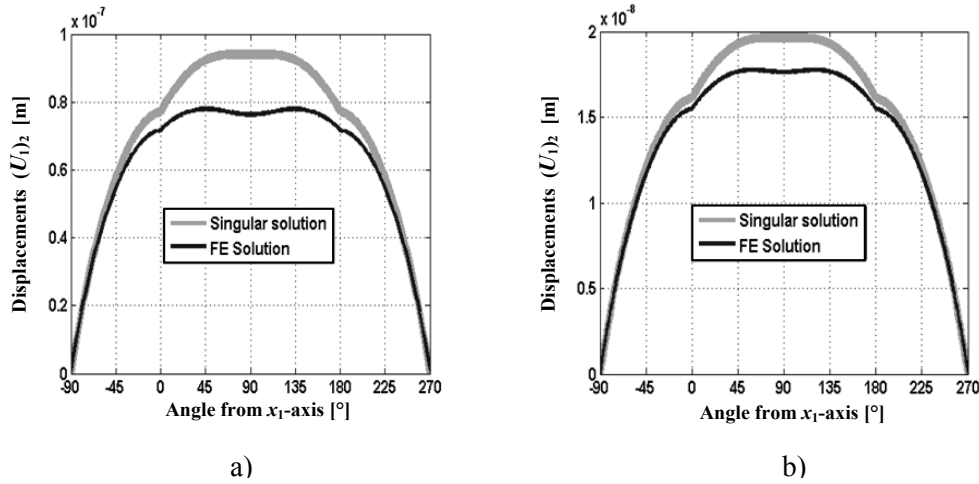 x 10⁻⁷
1
0.8
0.6
0.4
0.2
0
Displacements (U₁)₂ [m]
Singular solution
FE Solution
-90 -45 0 45 90 135 180 225 270
Angle from x₁-axis [°]
a)
x 10⁻⁸
2
1.5
1
0.5
0
Displacements (U₁)₂ [m]
Singular solution
FE Solution
-90 -45 0 45 90 135 180 225 270
Angle from x₁-axis [°]
b)